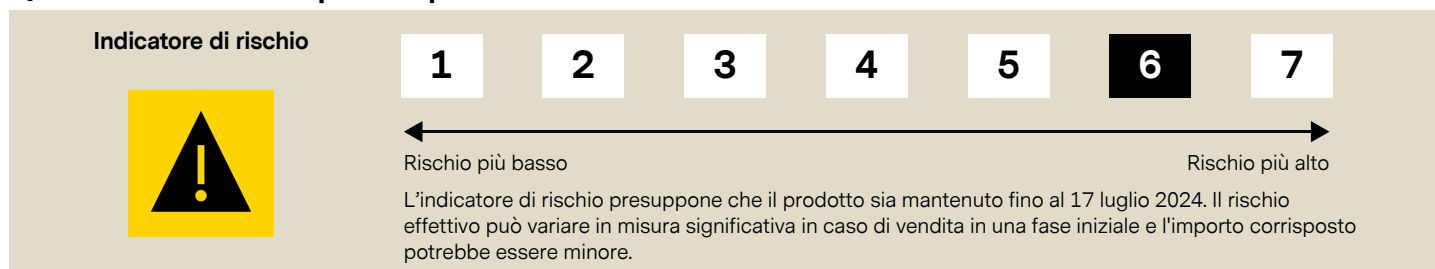 Indicatore di rischio
1 2 3 4 5 6 7
Rischio più basso Rischio più alto
L'indicatore di rischio presuppone che il prodotto sia mantenuto fino al 17 luglio 2024. Il rischio
effettivo può variare in misura significativa in caso di vendita in una fase iniziale e l'importo corrisposto
potrebbe essere minore.